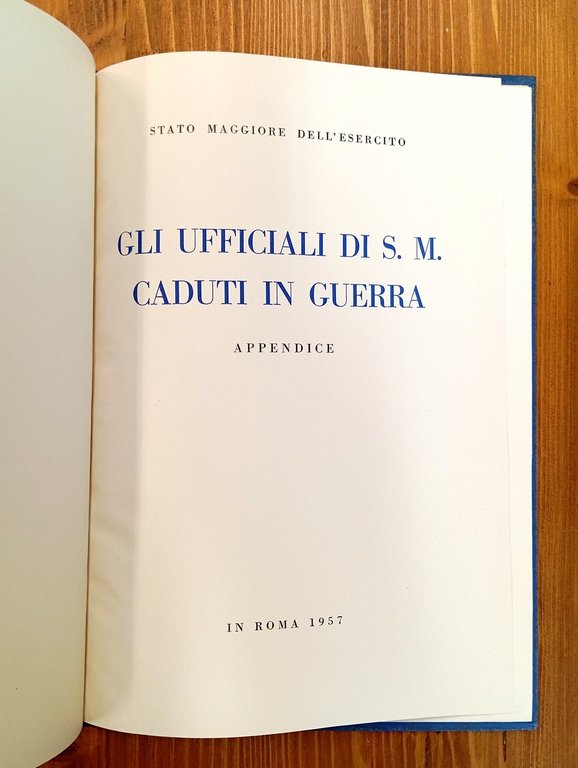 STATO MAGGIORE DELL'ESERCITO
GLI UFFICIALI DI S. M.
CADUTI IN GUERRA
APPENDICE
IN ROMA 1957